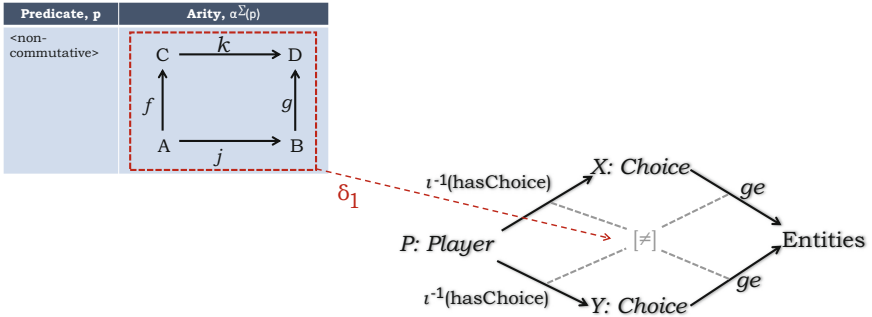 Predicate, p
Arity, αΣ(p)
<non-
commutative>
C
k
D
f
g
A
j
B
δ1
ι-1(hasChoice)
X: Choice
ge
P: Player
[≠]
Entities
ι-1(hasChoice)
Y: Choice
ge